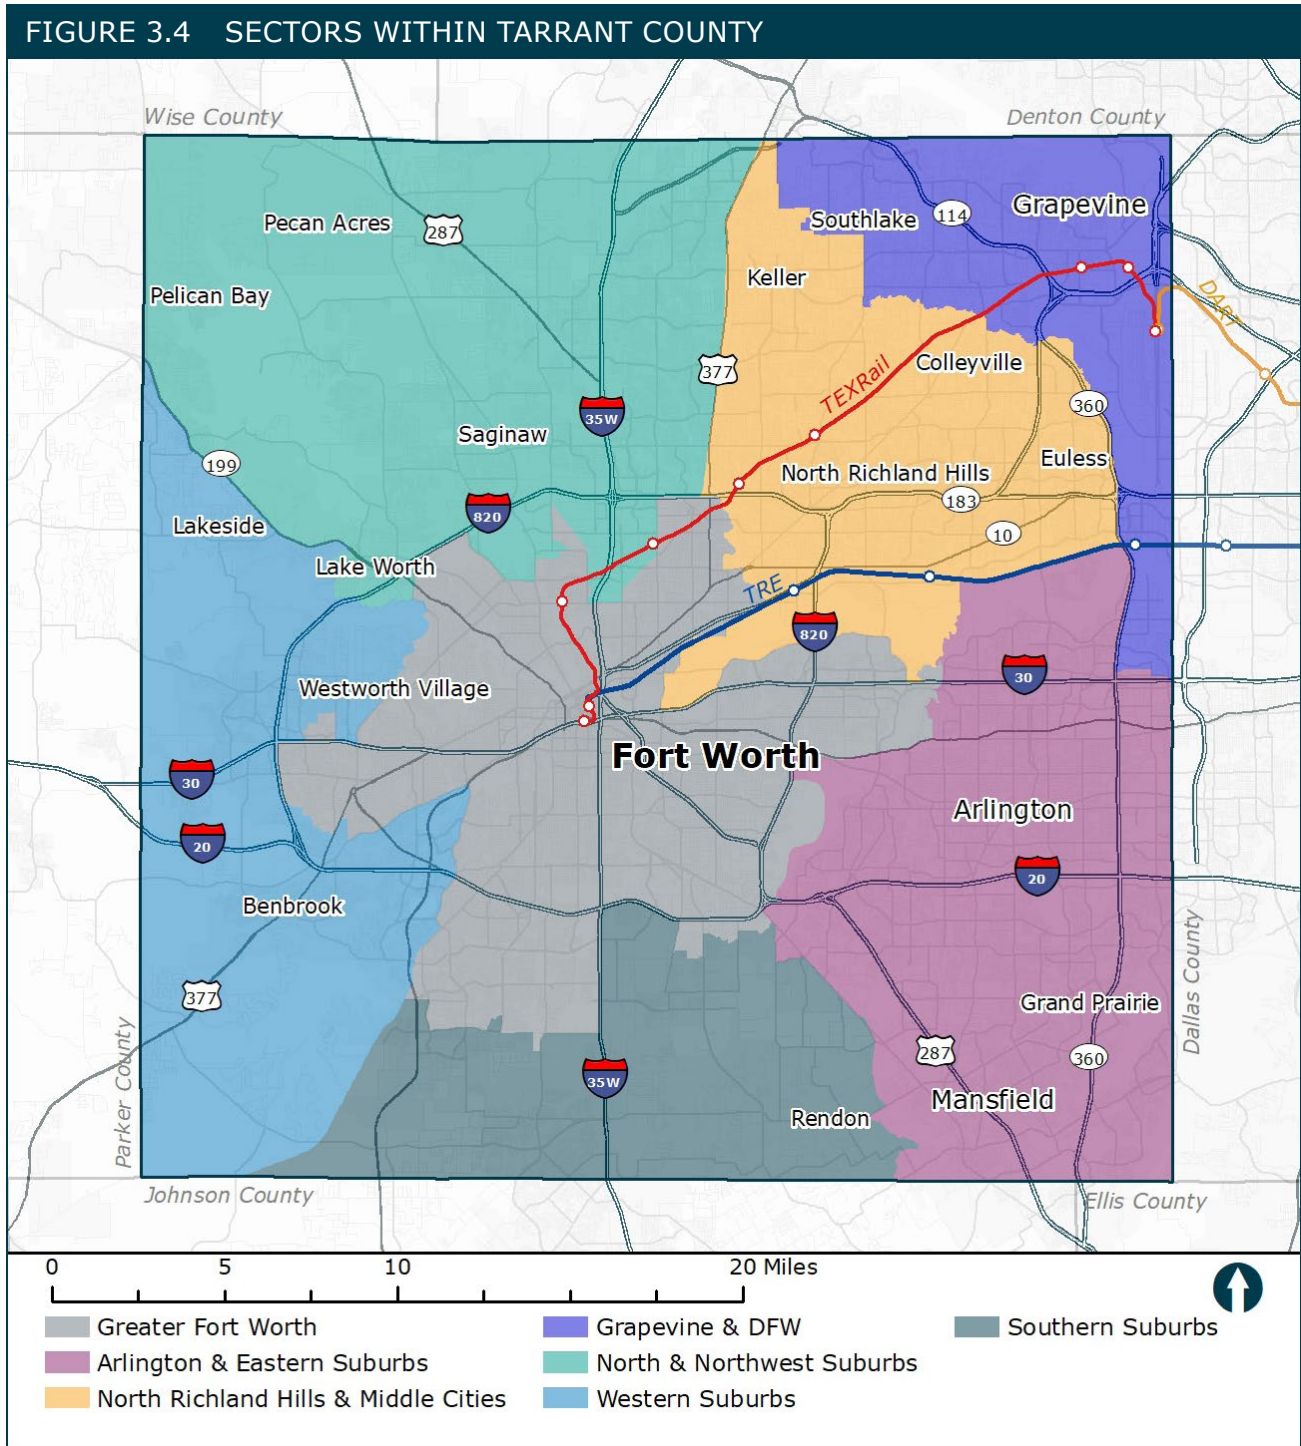 FIGURE 3.4 SECTORS WITHIN TARRANT COUNTY
Wise County
Denton County
Pecan Acres
287
Southlake
114
Grapevine
Keller
Pelican Bay
DART
377
TEXRail
Colleyville
360
35W
Saginaw
199
North Richland Hills
Euless
183
820
Lakeside
10
Lake Worth
TRE
820
30
Westworth Village
Fort Worth
30
Arlington
20
20
Benbrook
377
Grand Prairie
Dallas County
287
360
35W
Mansfield
Rendon
Parker County
Johnson County
Ellis County
0 5 10 20 Miles
Greater Fort Worth
Grapevine & DFW
Southern Suburbs
Arlington & Eastern Suburbs
North & Northwest Suburbs
North Richland Hills & Middle Cities
Western Suburbs